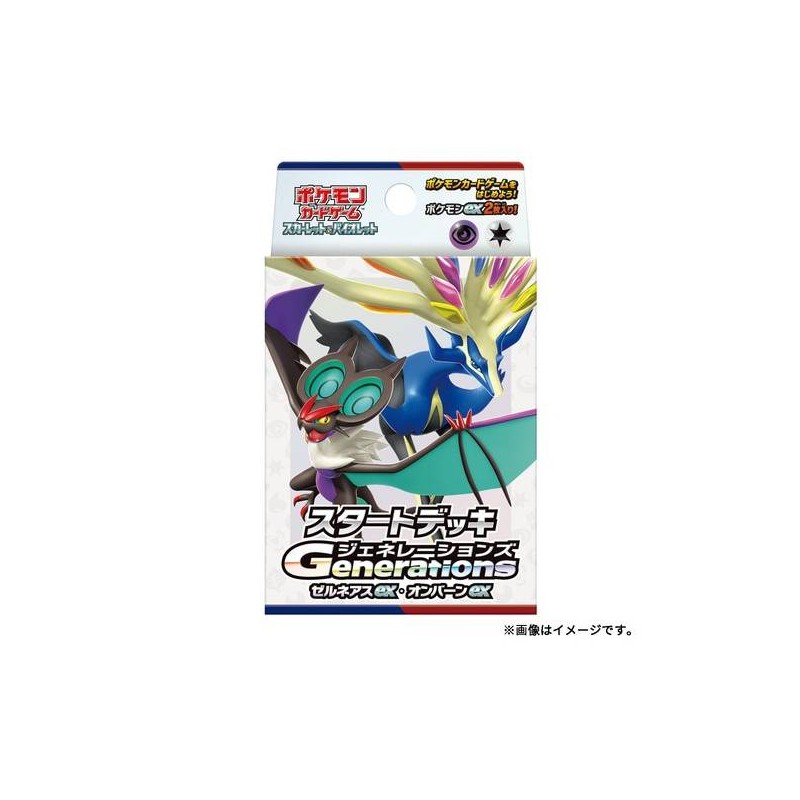 ポケモン
カードゲーム
スカーレット&バイオレット
ポケモンカードゲームを
はじめよう!
ポケモンex2枚入り!
スタートデッキ
ジェネレーションズ
Generations
ゼルネアスex・オンバーンex
※画像はイメージです。